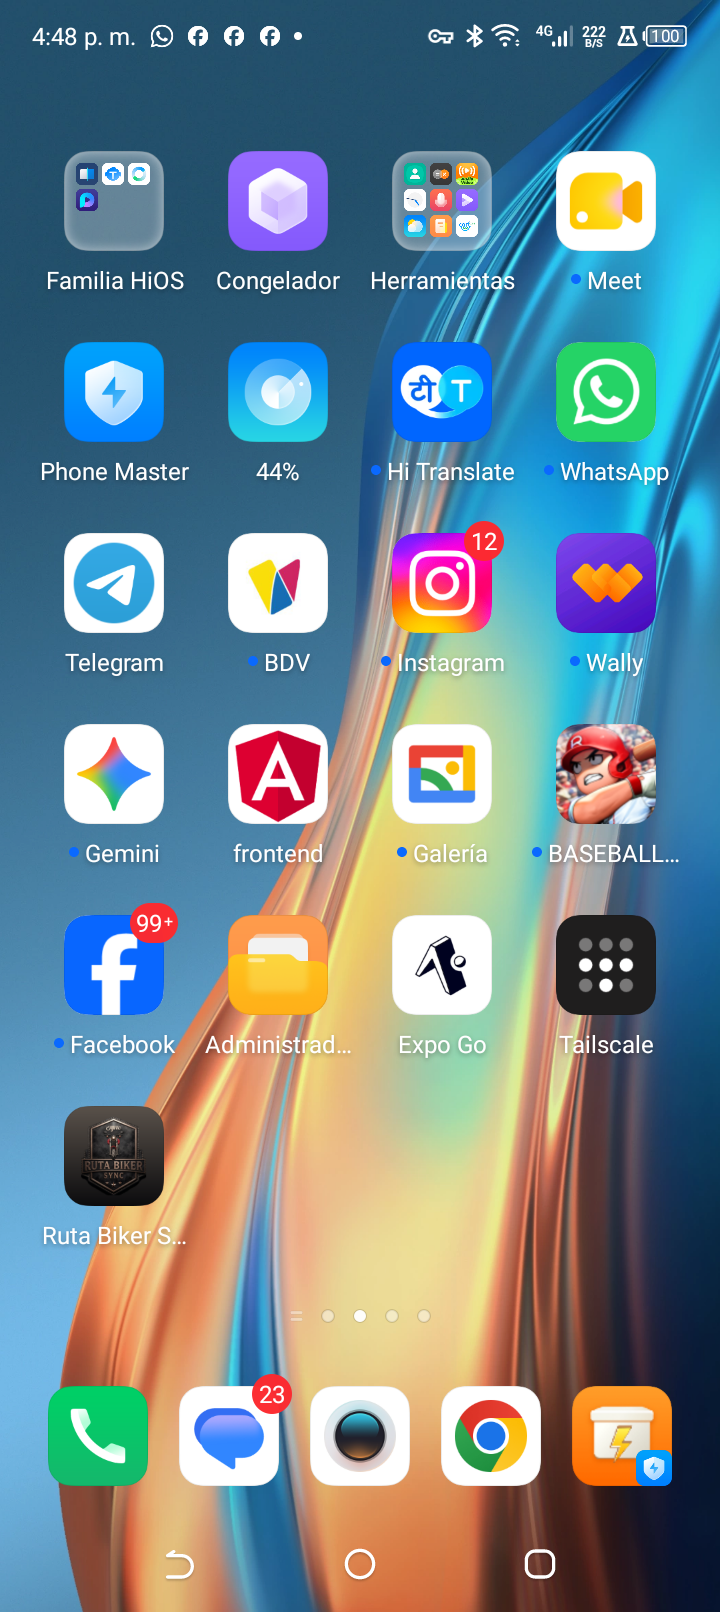 4:48 p. m. 4G 222 B/S 100
Familia HiOS Congelador Herramientas Meet
टी T
Phone Master 44% Hi Translate WhatsApp
12
Telegram BDV Instagram Wally
A R
Gemini frontend Galería BASEBALL...
99+
Facebook Administrad... Expo Go Tailscale
RUTA BIKER
SYNC
Ruta Biker S...
23